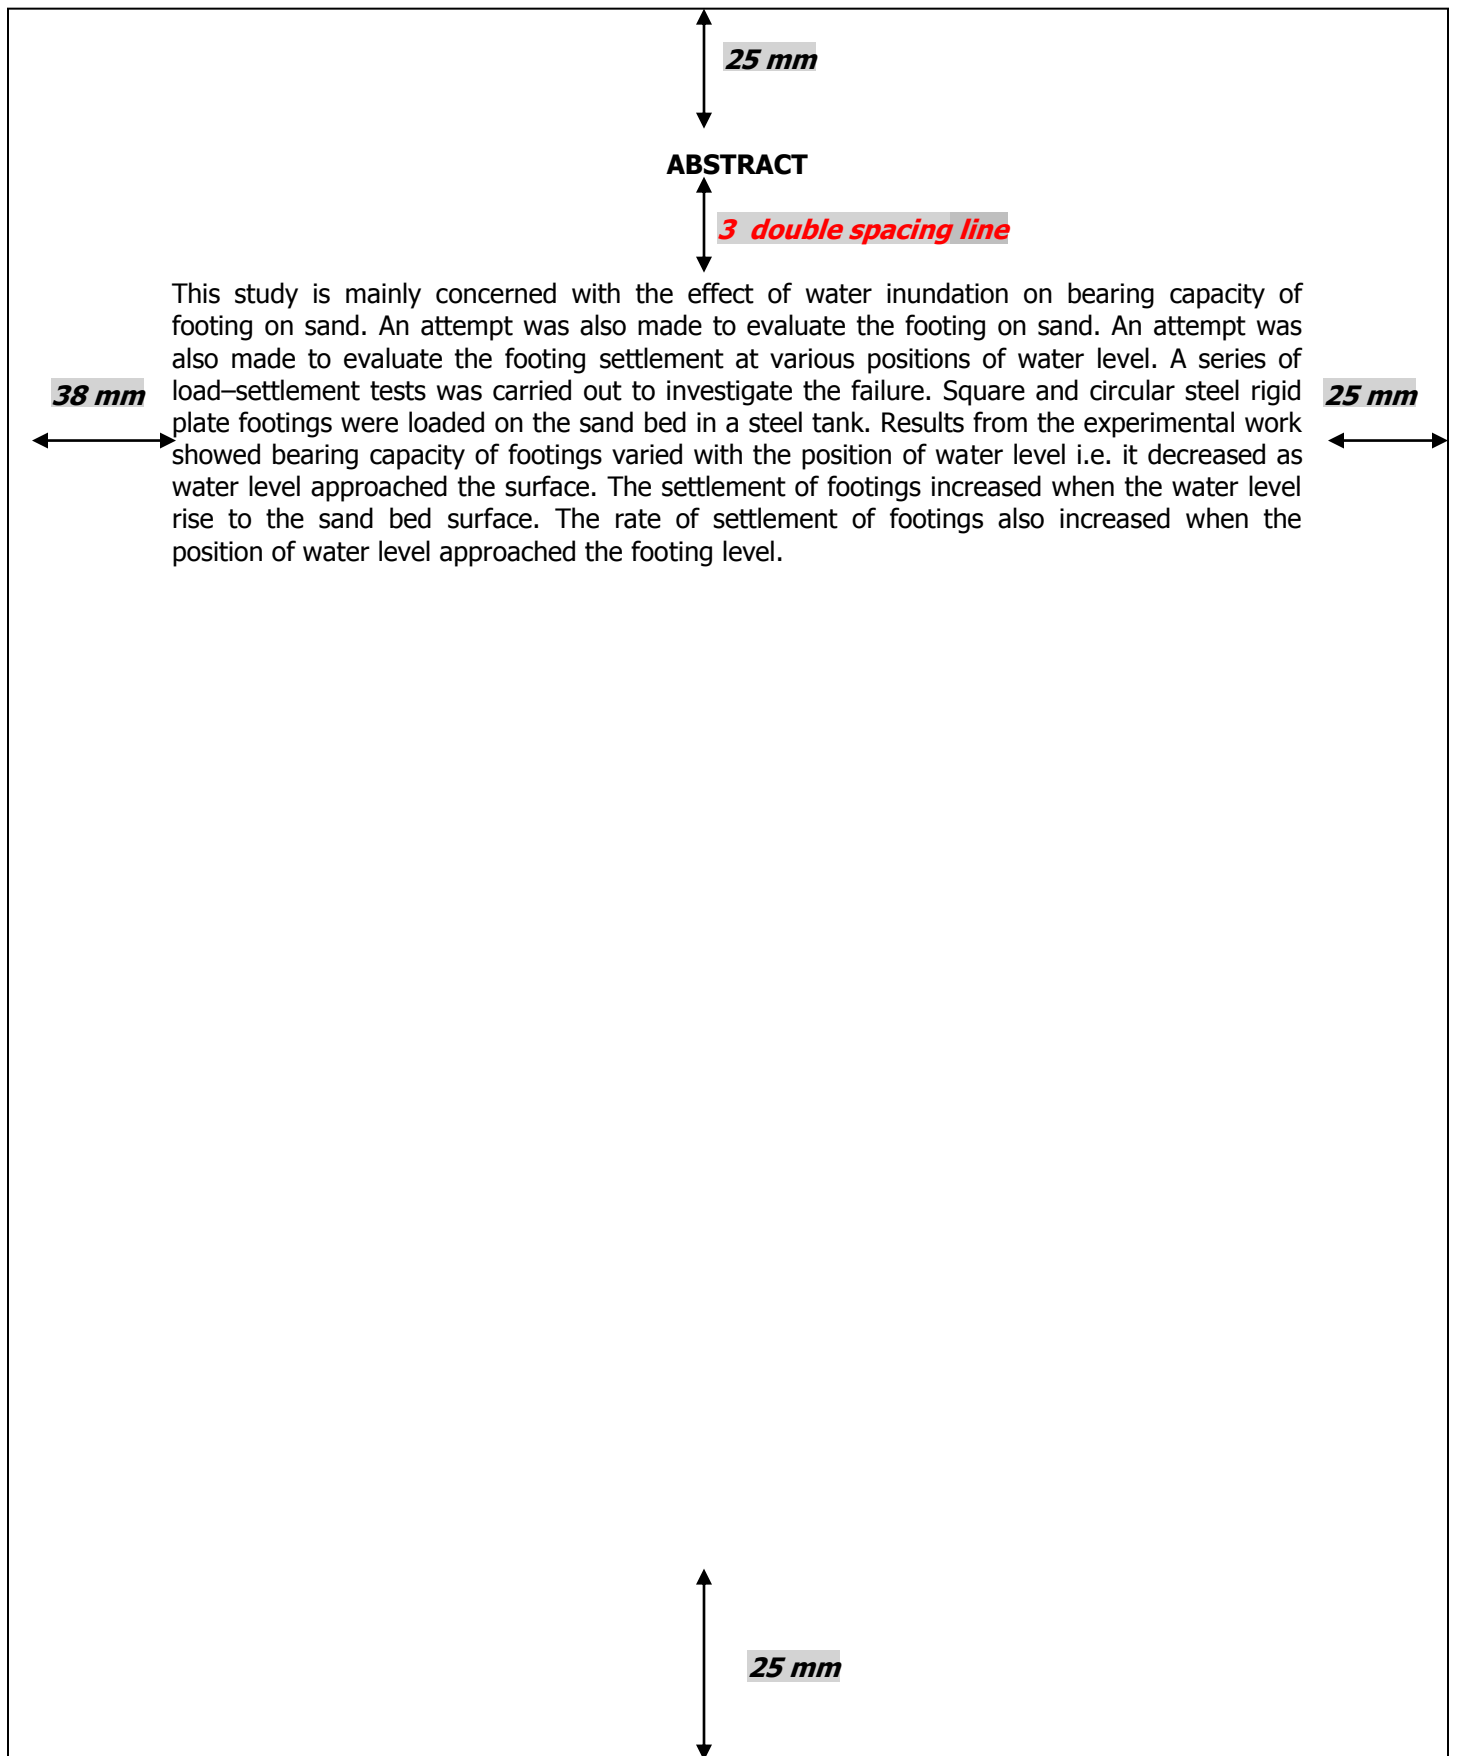 25 mm
ABSTRACT
3 double spacing line
This study is mainly concerned with the effect of water inundation on bearing capacity of
footing on sand. An attempt was also made to evaluate the footing on sand. An attempt was
also made to evaluate the footing settlement at various positions of water level. A series of
load–settlement tests was carried out to investigate the failure. Square and circular steel rigid
38 mm
25 mm
plate footings were loaded on the sand bed in a steel tank. Results from the experimental work
showed bearing capacity of footings varied with the position of water level i.e. it decreased as
water level approached the surface. The settlement of footings increased when the water level
rise to the sand bed surface. The rate of settlement of footings also increased when the
position of water level approached the footing level.
25 mm